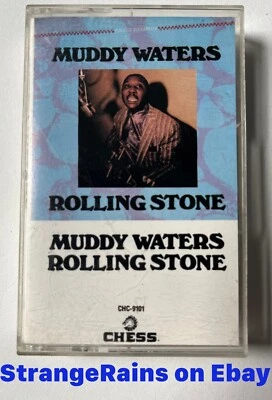 MUDDY WATERS
ROLLING STONE
MUDDY WATERS
ROLLING STONE
CHC-9101
CHESS
StrangeRains on Ebay